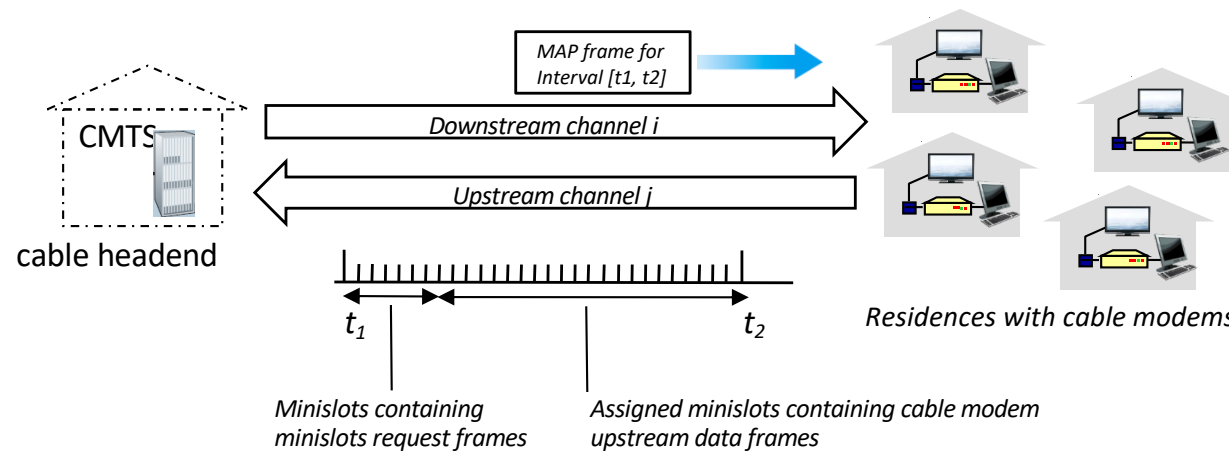 MAP frame for
Interval [t1, t2]
CMTS
Downstream channel i
Upstream channel j
cable headend
t1
t2
Residences with cable modems
Minislots containing
minislots request frames
Assigned minislots containing cable modem
upstream data frames